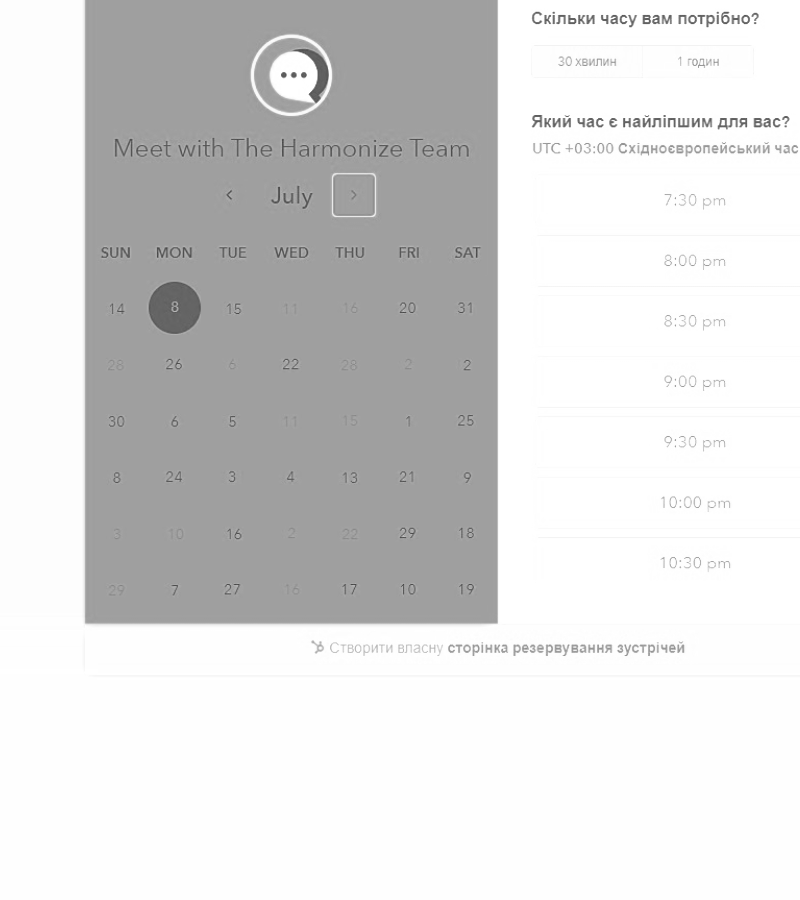 Meet with The Harmonize Team
July
SUN MON TUE WED THU FRI SAT
14 8 15 11 16 20 31
28 26 6 22 28 2 2
30 6 5 11 15 1 25
8 24 3 4 13 21 9
3 10 16 2 22 29 18
29 7 27 16 17 10 19
Скільки часу вам потрібно?
30 хвилин 1 годин
Який час є найліпшим для вас?
UTC +03:00 Східноєвропейський час
7:30 pm
8:00 pm
8:30 pm
9:00 pm
9:30 pm
10:00 pm
10:30 pm
Створити власну сторінка резервування зустрічей